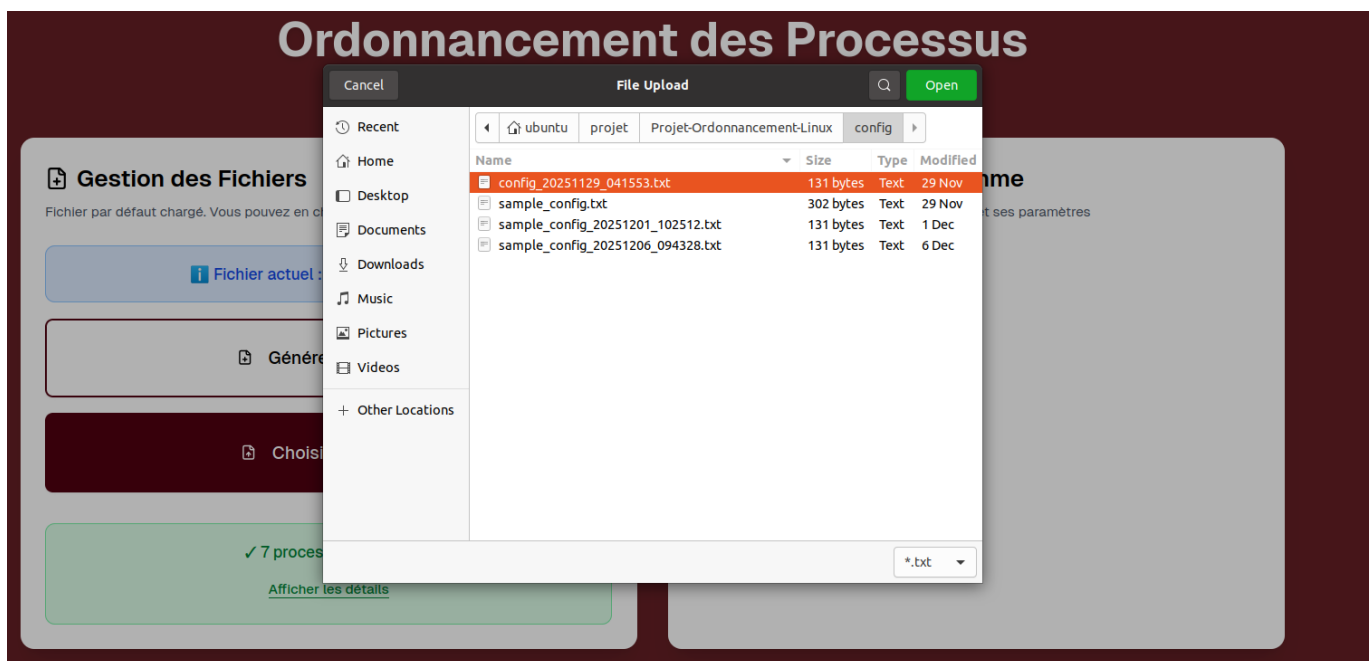 Ordonnancement des Processus
Cancel
File Upload
Open
Recent
Home
Desktop
Documents
Downloads
Music
Pictures
Videos
Other Locations
ubuntu projet Projet-Ordonnancement-Linux config
Name Size Type Modified
config_20251129_041553.txt 131 bytes Text 29 Nov
sample_config.txt 302 bytes Text 29 Nov
sample_config_20251201_102512.txt 131 bytes Text 1 Dec
sample_config_20251206_094328.txt 131 bytes Text 6 Dec
*.txt
Gestion des Fichiers
Fichier par défaut chargé. Vous pouvez en
Fichier actuel :
Génére
Choisi
✓ 7 proces
Afficher les détails
ses paramètres